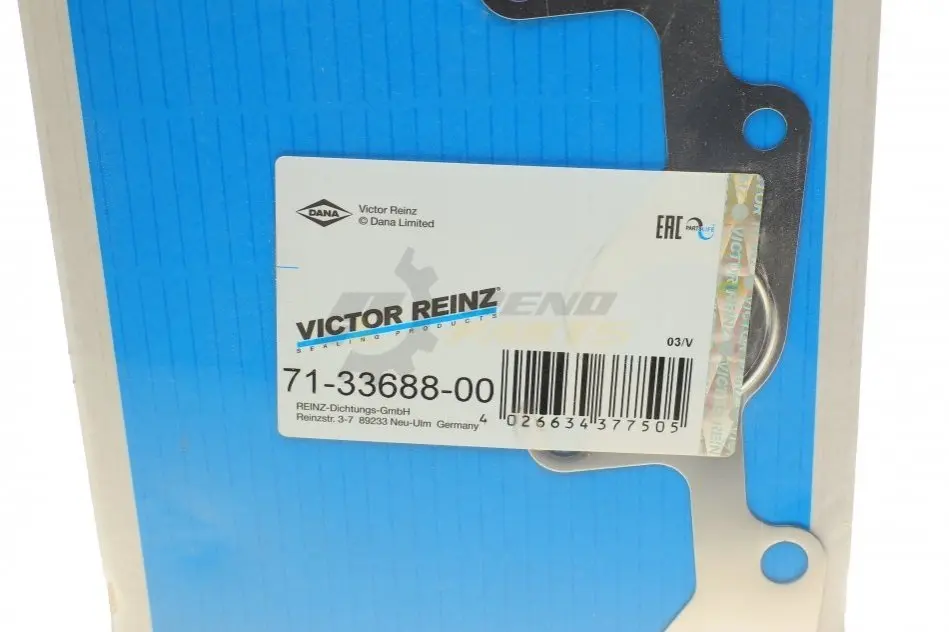 DANA
Victor Reinz
© Dana Limited
EAC
PARTSLIFE
VICTOR REINZ®
SEALING PRODUCTS
03/V
71-33688-00
REINZ-Dichtungs-GmbH
Reinzstr. 3-7 89233 Neu-Ulm Germany
4 026634 377505